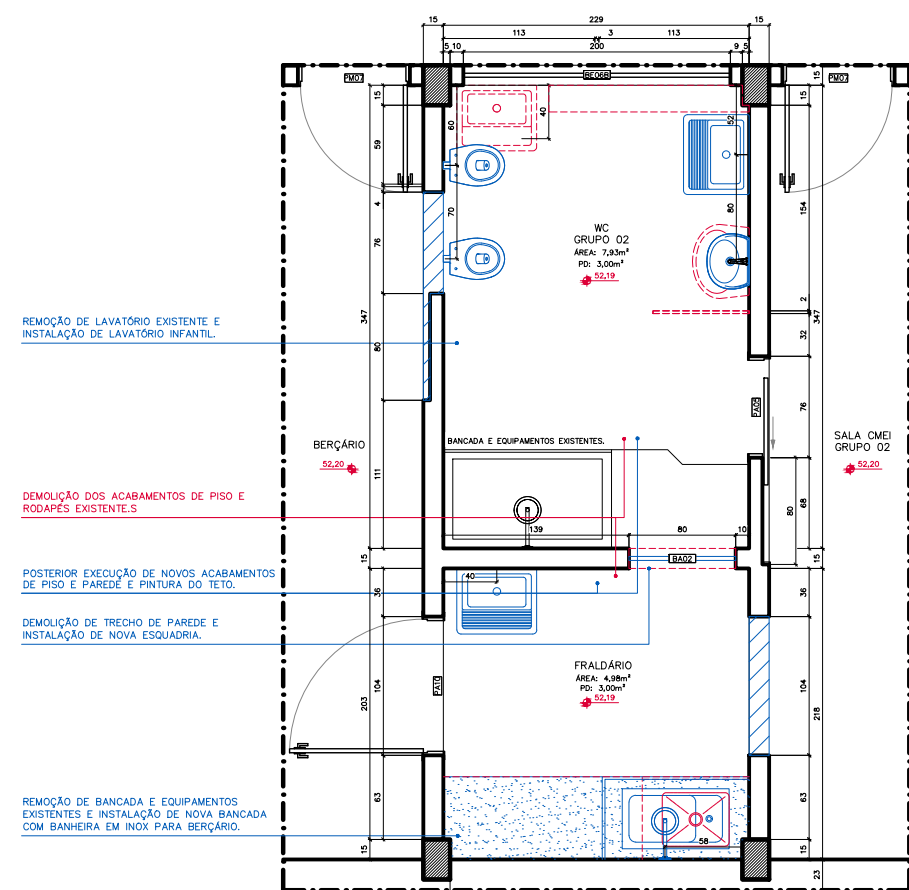 15
229
15
113
3
113
5
10
200
9
5
PM07
BE06B
PM07
15
15
15
60
40
52
59
4
70
80
154
76
WC
GRUPO 02
ÁREA: 7,93m²
PD: 3,00m²
52,19
2
REMOÇÃO DE LAVATÓRIO EXISTENTE E
INSTALAÇÃO DE LAVATÓRIO INFANTIL.
347
347
32
80
76
PA05
BERÇÁRIO
52,20
BANCADA E EQUIPAMENTOS EXISTENTES.
SALA CMEI
GRUPO 02
52,20
111
DEMOLIÇÃO DOS ACABAMENTOS DE PISO E
RODAPÉS EXISTENTE.S
80
68
139
80
10
15
BA02
15
POSTERIOR EXECUÇÃO DE NOVOS ACABAMENTOS
DE PISO E PAREDE E PINTURA DO TETO.
40
36
36
DEMOLIÇÃO DE TRECHO DE PAREDE E
INSTALAÇÃO DE NOVA ESQUADRIA.
FRALDÁRIO
ÁREA: 4,98m²
PD: 3,00m²
52,19
PA10
104
104
203
218
63
63
REMOÇÃO DE BANCADA E EQUIPAMENTOS
EXISTENTES E INSTALAÇÃO DE NOVA BANCADA
COM BANHEIRA EM INOX PARA BERÇÁRIO.
58
15
15
23